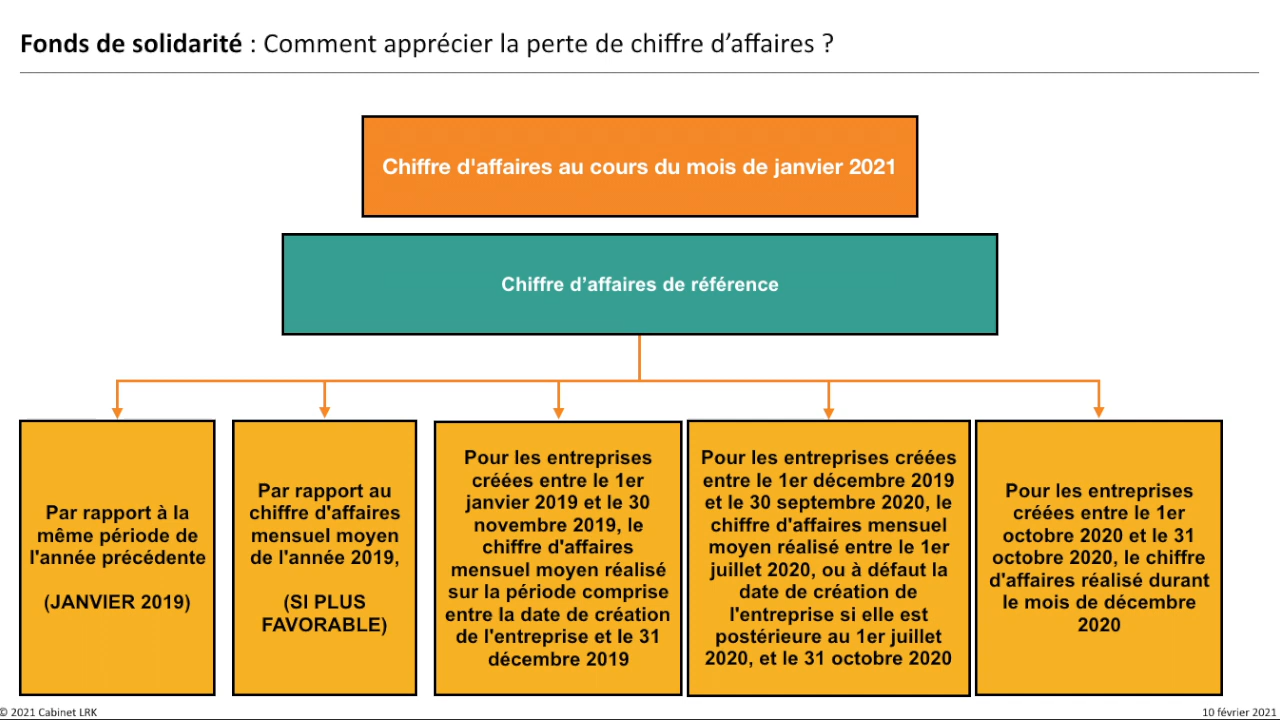 Fonds de solidarité : Comment apprécier la perte de chiffre d’affaires ?
Chiffre d'affaires au cours du mois de janvier 2021
Chiffre d’affaires de référence
Par rapport à la
même période de
l'année précédente
(JANVIER 2019)
Par rapport au
chiffre d'affaires
mensuel moyen
de l'année 2019,
(SI PLUS
FAVORABLE)
Pour les entreprises
créées entre le 1er
janvier 2019 et le 30
novembre 2019, le
chiffre d'affaires
mensuel moyen réalisé
sur la période comprise
entre la date de création
de l'entreprise et le 31
décembre 2019
Pour les entreprises créées
entre le 1er décembre 2019
et le 30 septembre 2020, le
chiffre d'affaires mensuel
moyen réalisé entre le 1er
juillet 2020, ou à défaut la
date de création de
l'entreprise si elle est
postérieure au 1er juillet
2020, et le 31 octobre 2020
Pour les entreprises
créées entre le 1er
octobre 2020 et le 31
octobre 2020, le chiffre
d'affaires réalisé durant
le mois de décembre
2020
© 2021 Cabinet LRK
10 février 2021